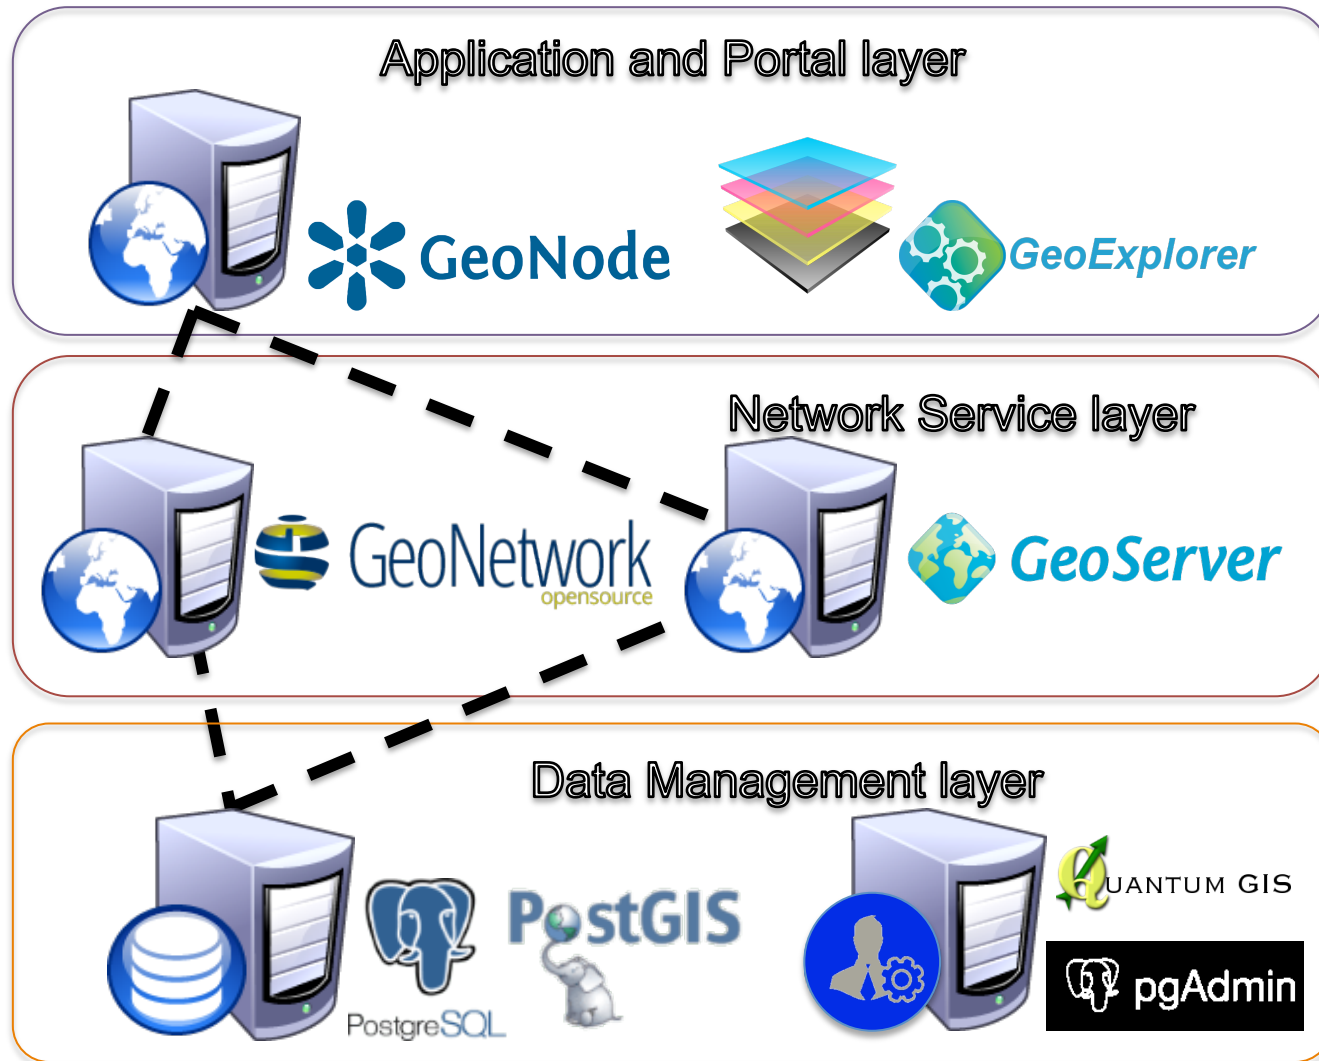 Application and Portal layer
GeoNode
GeoExplorer
Network Service layer
GeoNetwork
opensource
GeoServer
Data Management layer
PostgreSQL
PostGIS
QUANTUM GIS
pgAdmin